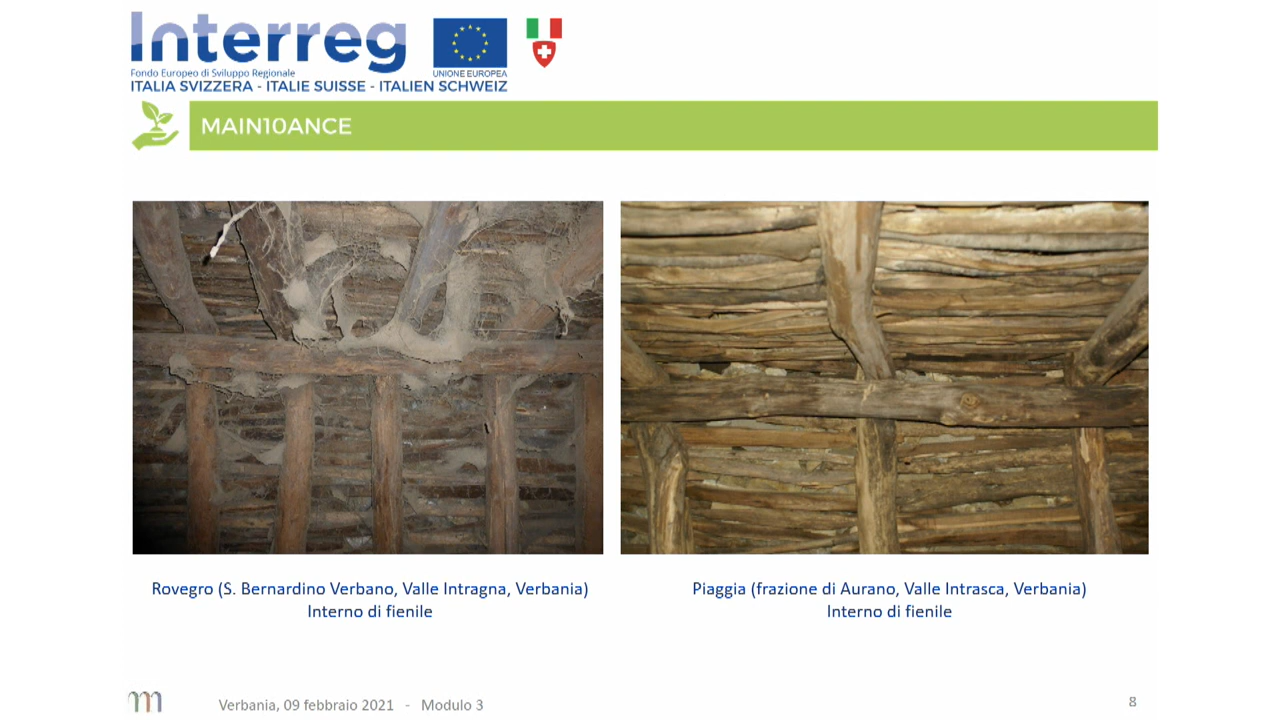 Interreg
Fondo Europeo di Sviluppo Regionale
UNIONE EUROPEA
ITALIA SVIZZERA - ITALIE SUISSE - ITALIEN SCHWEIZ
MAIN10ANCE
Rovegro (S. Bernardino Verbano, Valle Intragna, Verbania)
Interno di fienile
Piaggia (frazione di Aurano, Valle Intrasca, Verbania)
Interno di fienile
m
Verbania, 09 febbraio 2021 - Modulo 3
8